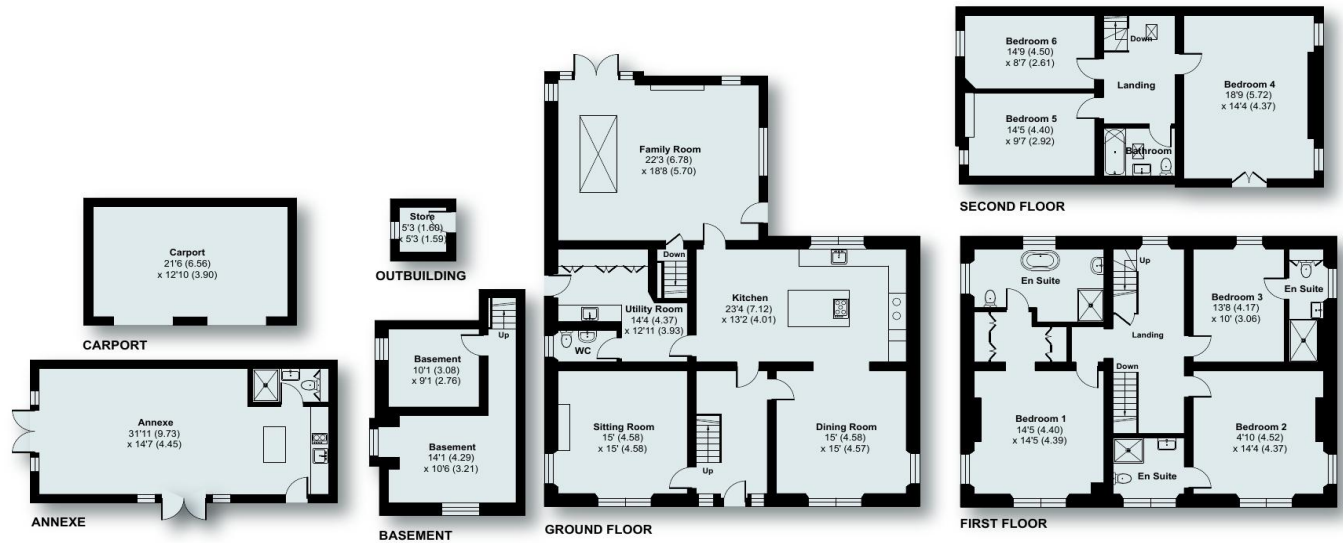 Bedroom 6
14'9 (4.50)
x 8'7 (2.61)
Down
Landing
Bedroom 4
18'9 (5.72)
x 14'4 (4.37)
Bedroom 5
14'5 (4.40)
x 9'7 (2.92)
Bathroom
SECOND FLOOR
Family Room
22'3 (6.78)
x 18'8 (5.70)
Down
Kitchen
23'4 (7.12)
x 13'2 (4.01)
Utility Room
14'4 (4.37)
x 12'11 (3.93)
WC
Sitting Room
15' (4.58)
x 15' (4.58)
Up
Dining Room
15' (4.58)
x 15' (4.57)
GROUND FLOOR
Carport
21'6 (6.56)
x 12'10 (3.90)
CARPORT
Store
5'3 (1.60)
x 5'3 (1.59)
OUTBUILDING
Annexe
31'11 (9.73)
x 14'7 (4.45)
ANNEXE
Up
Basement
10'1 (3.08)
x 9'1 (2.76)
Basement
14'1 (4.29)
x 10'6 (3.21)
BASEMENT
En Suite
Up
Bedroom 3
13'8 (4.17)
x 10' (3.06)
En Suite
Landing
Down
Bedroom 1
14'5 (4.40)
x 14'5 (4.39)
Bedroom 2
4'10 (4.52)
x 14'4 (4.37)
En Suite
FIRST FLOOR